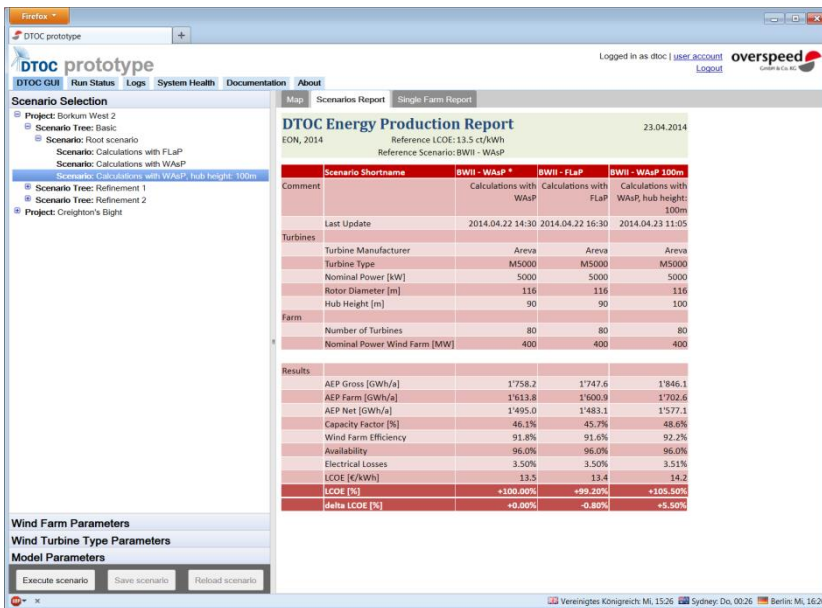 Firefox
DTOC prototype
+
DTOC prototype
Logged in as dtoc | user account
Logout
overspeed
GmbH & Co. KG
DTOC GUI Run Status Logs System Health Documentation About
Scenario Selection
Project: Borkum West 2
Scenario Tree: Basic
Scenario: Root scenario
Scenario: Calculations with FLaP
Scenario: Calculations with WAsP
Scenario: Calculations with WAsP, hub height: 100m
Scenario Tree: Refinement 1
Scenario Tree: Refinement 2
Project: Creighton's Bight
Wind Farm Parameters
Wind Turbine Type Parameters
Model Parameters
Execute scenario Save scenario Reload scenario
Map Scenarios Report Single Farm Report
DTOC Energy Production Report 23.04.2014
EON, 2014 Reference LCOE: 13.5 ct/kWh
Reference Scenario: BWII - WAsP
Scenario Shortname BWII - WAsP * BWII - FLaP BWII - WAsP 100m
Comment Calculations with WAsP Calculations with FLaP Calculations with WAsP, hub height: 100m
Last Update 2014.04.22 14:30 2014.04.22 16:30 2014.04.23 11:05
Turbines
Turbine Manufacturer Areva Areva Areva
Turbine Type M5000 M5000 M5000
Nominal Power [kW] 5000 5000 5000
Rotor Diameter [m] 116 116 116
Hub Height [m] 90 90 100
Farm
Number of Turbines 80 80 80
Nominal Power Wind Farm [MW] 400 400 400
Results
AEP Gross [GWh/a] 1'758.2 1'747.6 1'846.1
AEP Farm [GWh/a] 1'613.8 1'600.9 1'702.6
AEP Net [GWh/a] 1'495.0 1'483.1 1'577.1
Capacity Factor [%] 46.1% 45.7% 48.6%
Wind Farm Efficiency 91.8% 91.6% 92.2%
Availability 96.0% 96.0% 96.0%
Electrical Losses 3.50% 3.50% 3.51%
LCOE [€/kWh] 13.5 13.4 14.2
LCOE [%] +100.00% +99.20% +105.50%
delta LCOE [%] +0.00% -0.80% +5.50%
Vereinigtes Königreich: Mi, 15:26 Sydney: Do, 00:26 Berlin: Mi, 16:2